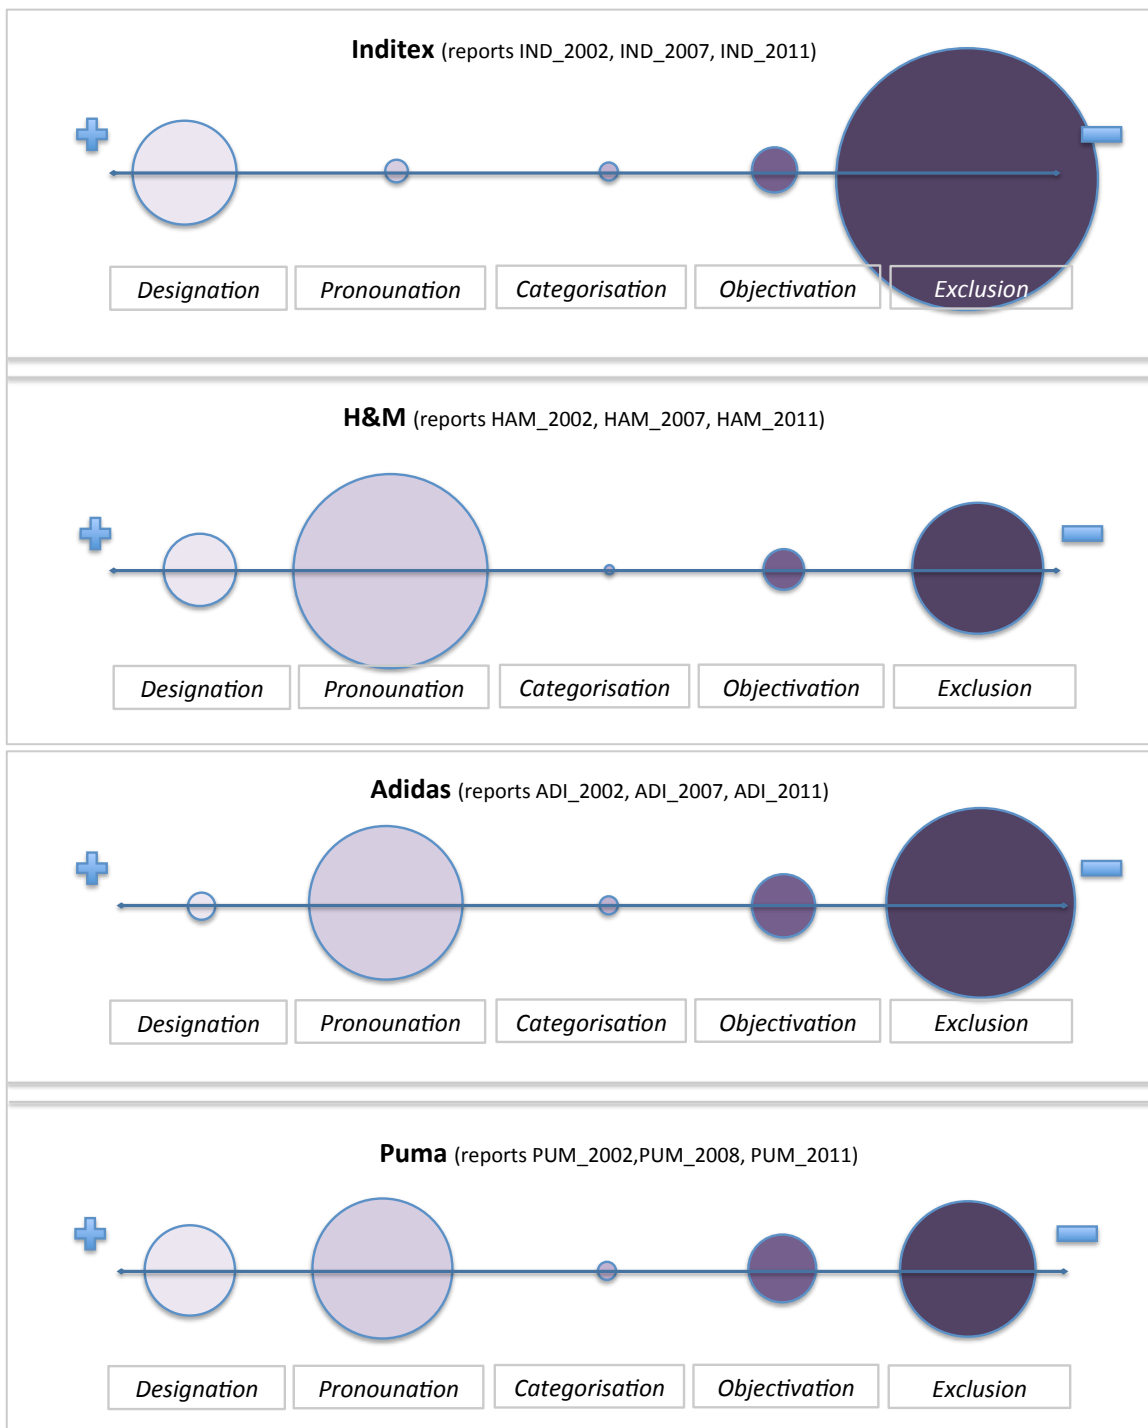 Inditex (reports IND_2002, IND_2007, IND_2011)
Designation Pronounation Categorisation Objectivation Exclusion
H&M (reports HAM_2002, HAM_2007, HAM_2011)
Designation Pronounation Categorisation Objectivation Exclusion
Adidas (reports ADI_2002, ADI_2007, ADI_2011)
Designation Pronounation Categorisation Objectivation Exclusion
Puma (reports PUM_2002,PUM_2008, PUM_2011)
Designation Pronounation Categorisation Objectivation Exclusion